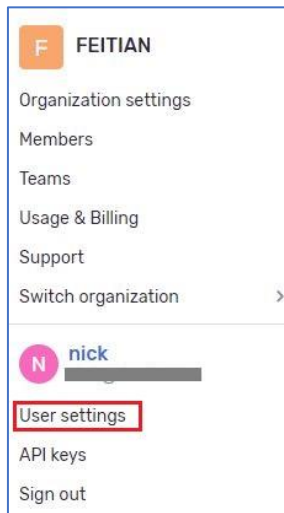 F FEITIAN
Organization settings
Members
Teams
Usage & Billing
Support
Switch organization
N nick
User settings
API keys
Sign out